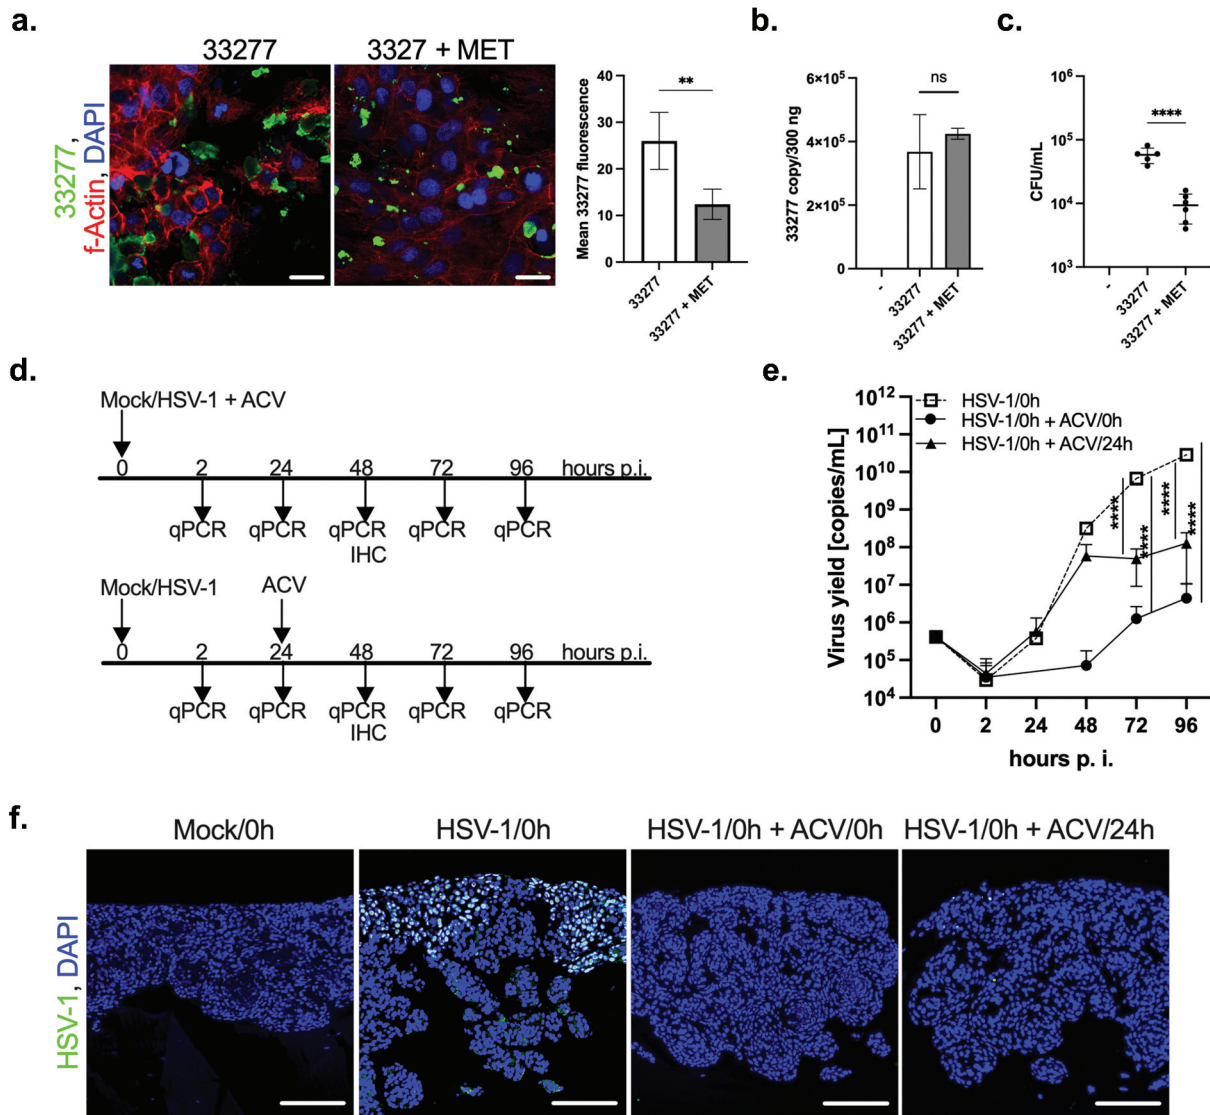 a.
33277
3327 + MET
33277,
f-Actin, DAPI
Mean 33277 fluorescence
40
30
20
10
0
**
33277
33277 + MET
b.
33277 copy/300 ng
6×10⁵
4×10⁵
2×10⁵
0
ns
-
33277
33277 + MET
c.
CFU/mL
10⁶
10⁵
10⁴
10³
****
-
33277
33277 + MET
d.
Mock/HSV-1 + ACV
0 2 24 48 72 96 hours p.i.
qPCR qPCR qPCR qPCR qPCR
IHC
Mock/HSV-1 ACV
0 2 24 48 72 96 hours p.i.
qPCR qPCR qPCR qPCR qPCR
IHC
e.
Virus yield [copies/mL]
10¹²
10¹¹
10¹⁰
10⁹
10⁸
10⁷
10⁶
10⁵
10⁴
HSV-1/0h
HSV-1/0h + ACV/0h
HSV-1/0h + ACV/24h
****
****
****
****
0 2 24 48 72 96
hours p. i.
f.
Mock/0h
HSV-1/0h
HSV-1/0h + ACV/0h
HSV-1/0h + ACV/24h
HSV-1, DAPI